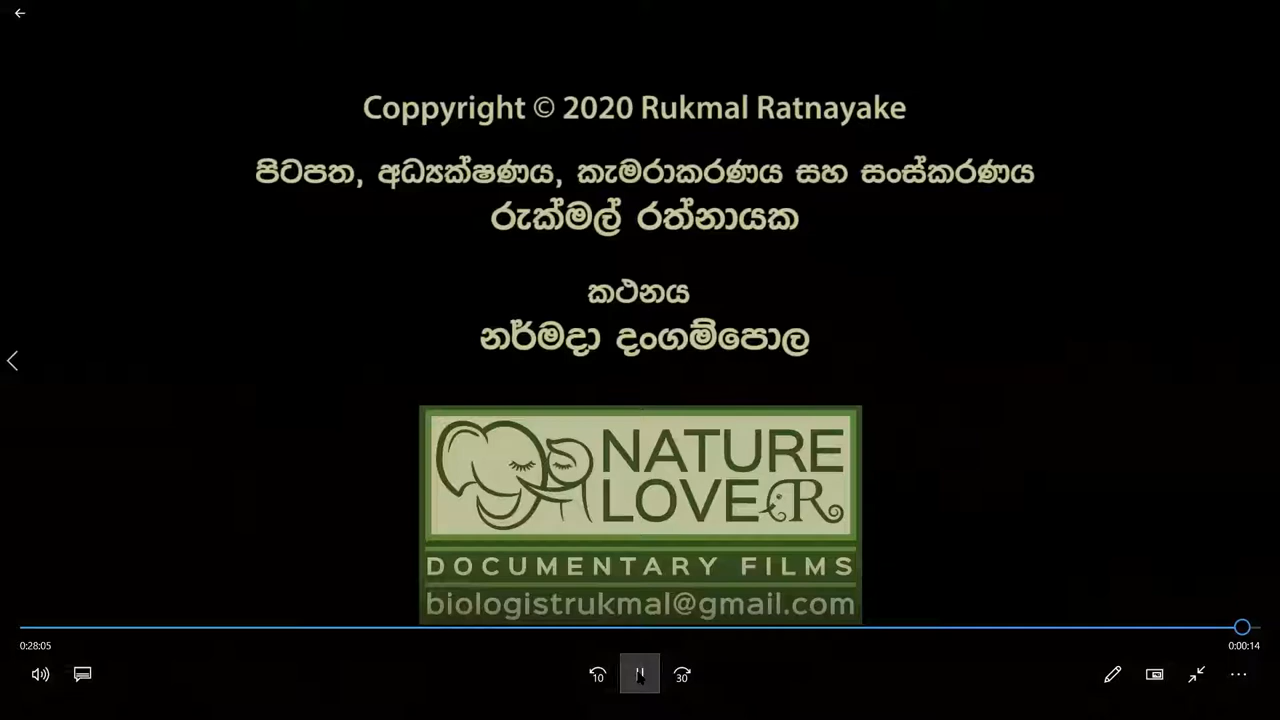 Coppyright © 2020 Rukmal Ratnayake
පිටපත, අධ්‍යක්ෂණය, කැමරාකරණය සහ සංස්කරණය
රුක්මල් රත්නායක
කථනය
නර්මදා දංගම්පොල
NATURE
LOVER
DOCUMENTARY FILMS
biologistrukmal@gmail.com
0:28:05
0:00:14
10
30